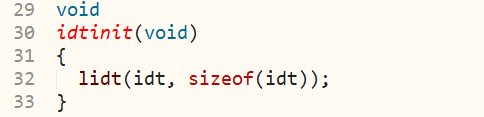 29 void
30 idtinit(void)
31 {
32   lidt(idt, sizeof(idt));
33 }